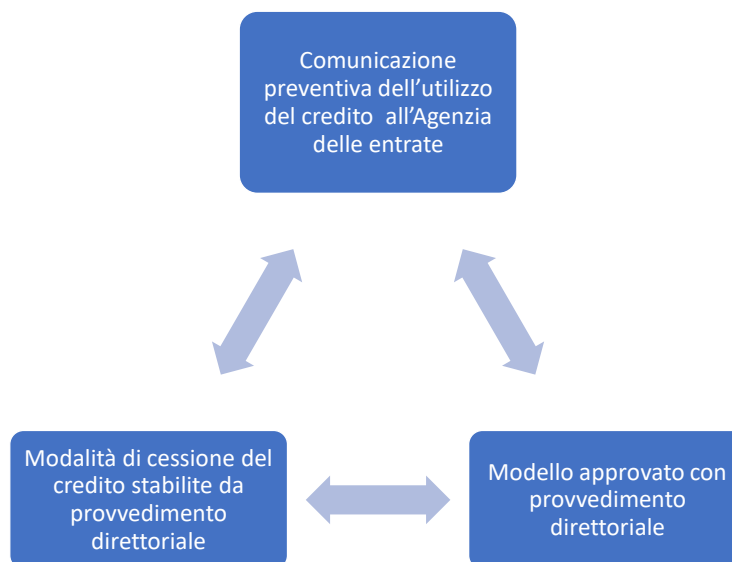 Comunicazione
preventiva dell’utilizzo
del credito  all’Agenzia
delle entrate
Modalità di cessione del
credito stabilite da
provvedimento
direttoriale
Modello approvato con
provvedimento
direttoriale